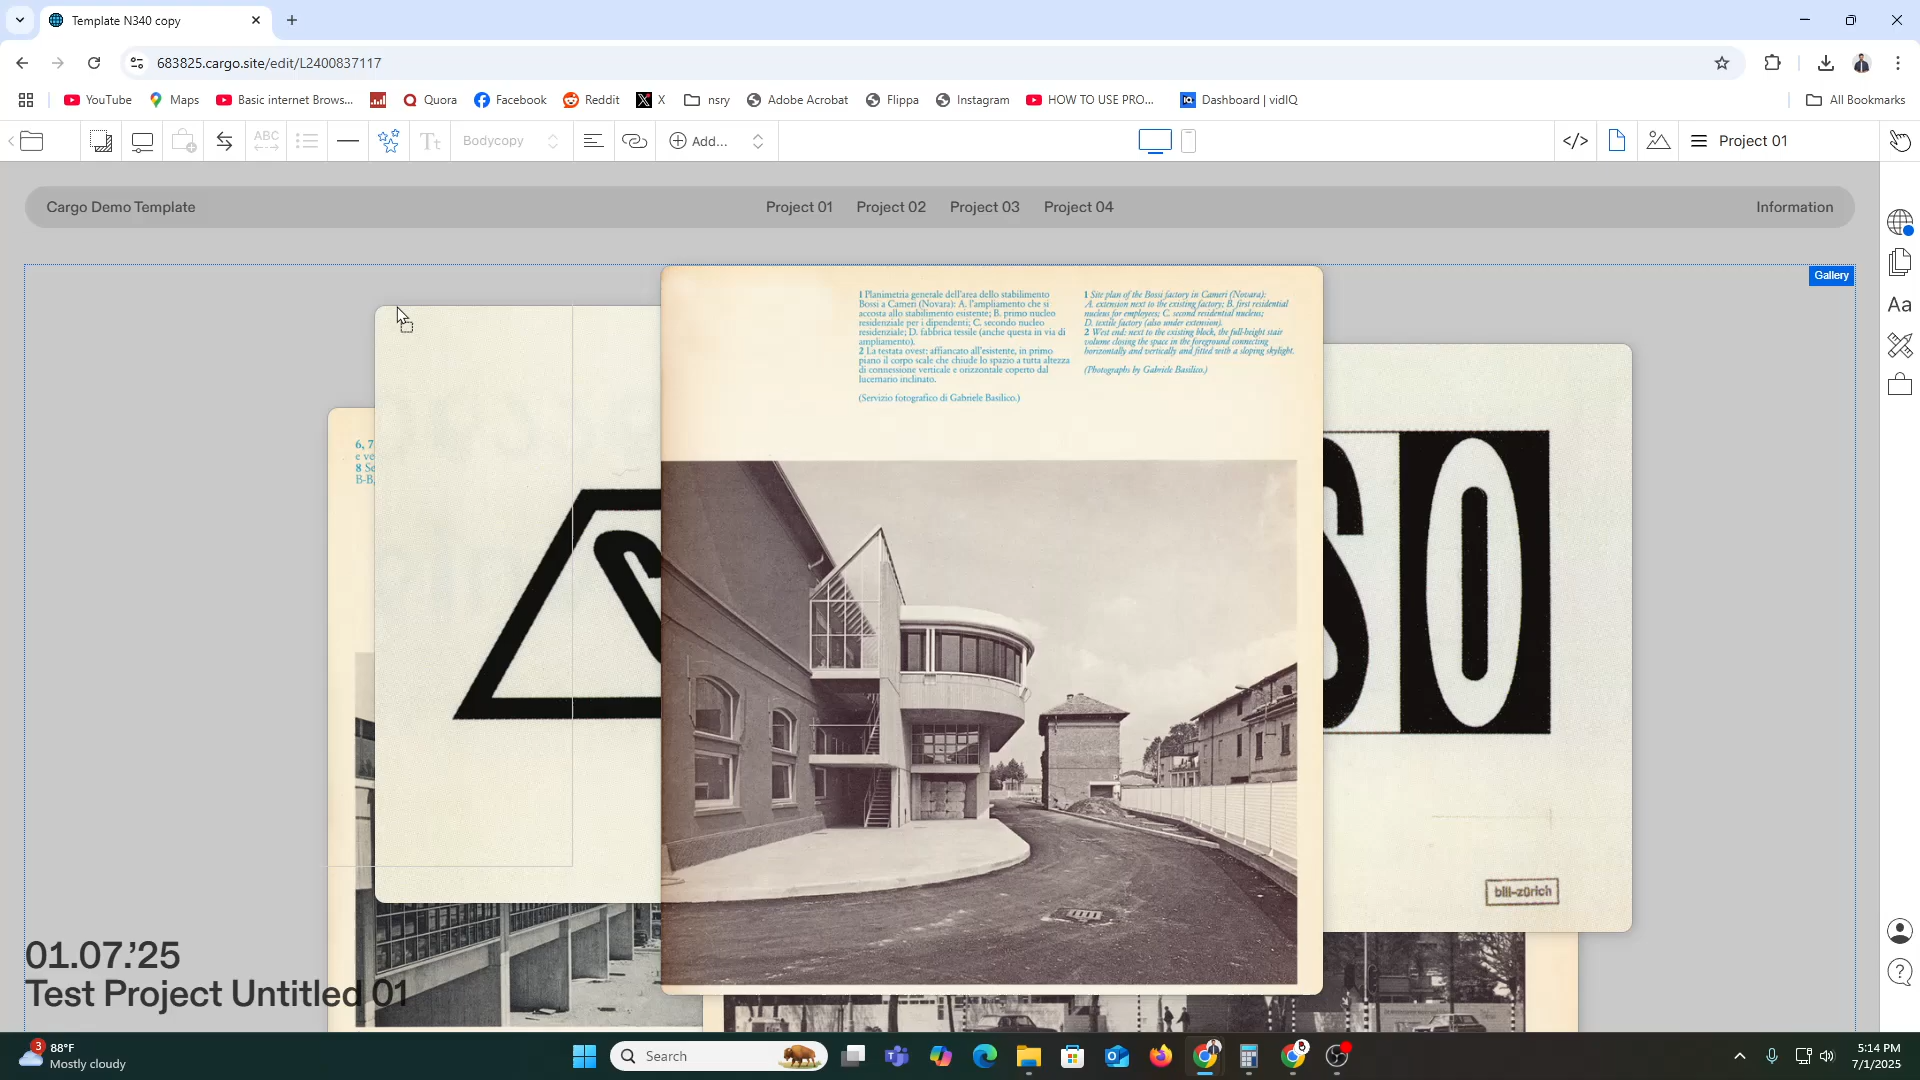 Template N340 copy
683825.cargo.site/edit/L2400837117
YouTube
Maps
Basic internet Brows...
Quora
Facebook
Reddit
X
nsry
Adobe Acrobat
Flippa
Instagram
HOW TO USE PRO...
Dashboard | vidIQ
All Bookmarks
ABC
Tt
Bodycopy
Add...
</>
Project 01
Cargo Demo Template
Project 01
Project 02
Project 03
Project 04
Information
Gallery
Aa
1 Planimetria generale dell'area dello stabilimento
Bossi a Cameri (Novara): A. l'ampliamento che si
accosta allo stabilimento esistente; B. primo nucleo
residenziale per i dipendenti; C. secondo nucleo
residenziale; D. fabbrica tessile (anche questa in via di
ampliamento).
2 La testata ovest: affiancato all'esistente, in primo
piano il corpo scale che chiude lo spazio a tutta altezza
di connessione verticale e orizzontale coperto dal
lucernario inclinato.
(Servizio fotografico di Gabriele Basilico.)
1 Site plan of the Bossi factory in Cameri (Novara):
A. extension next to the existing factory; B. first residential
nucleus for employees; C. second residential nucleus;
D. textile factory (also under extension).
2 West end: next to the existing block, the full-height stair
volume closing the space in the foreground connecting
horizontally and vertically and fitted with a sloping skylight.
(Photographs by Gabriele Basilico.)
6, 7
e ve
8 Se
B-B,
SO
bill-zürich
01.07.'25
Test Project Untitled 01
3
88°F
Mostly cloudy
Search
5:14 PM
7/1/2025